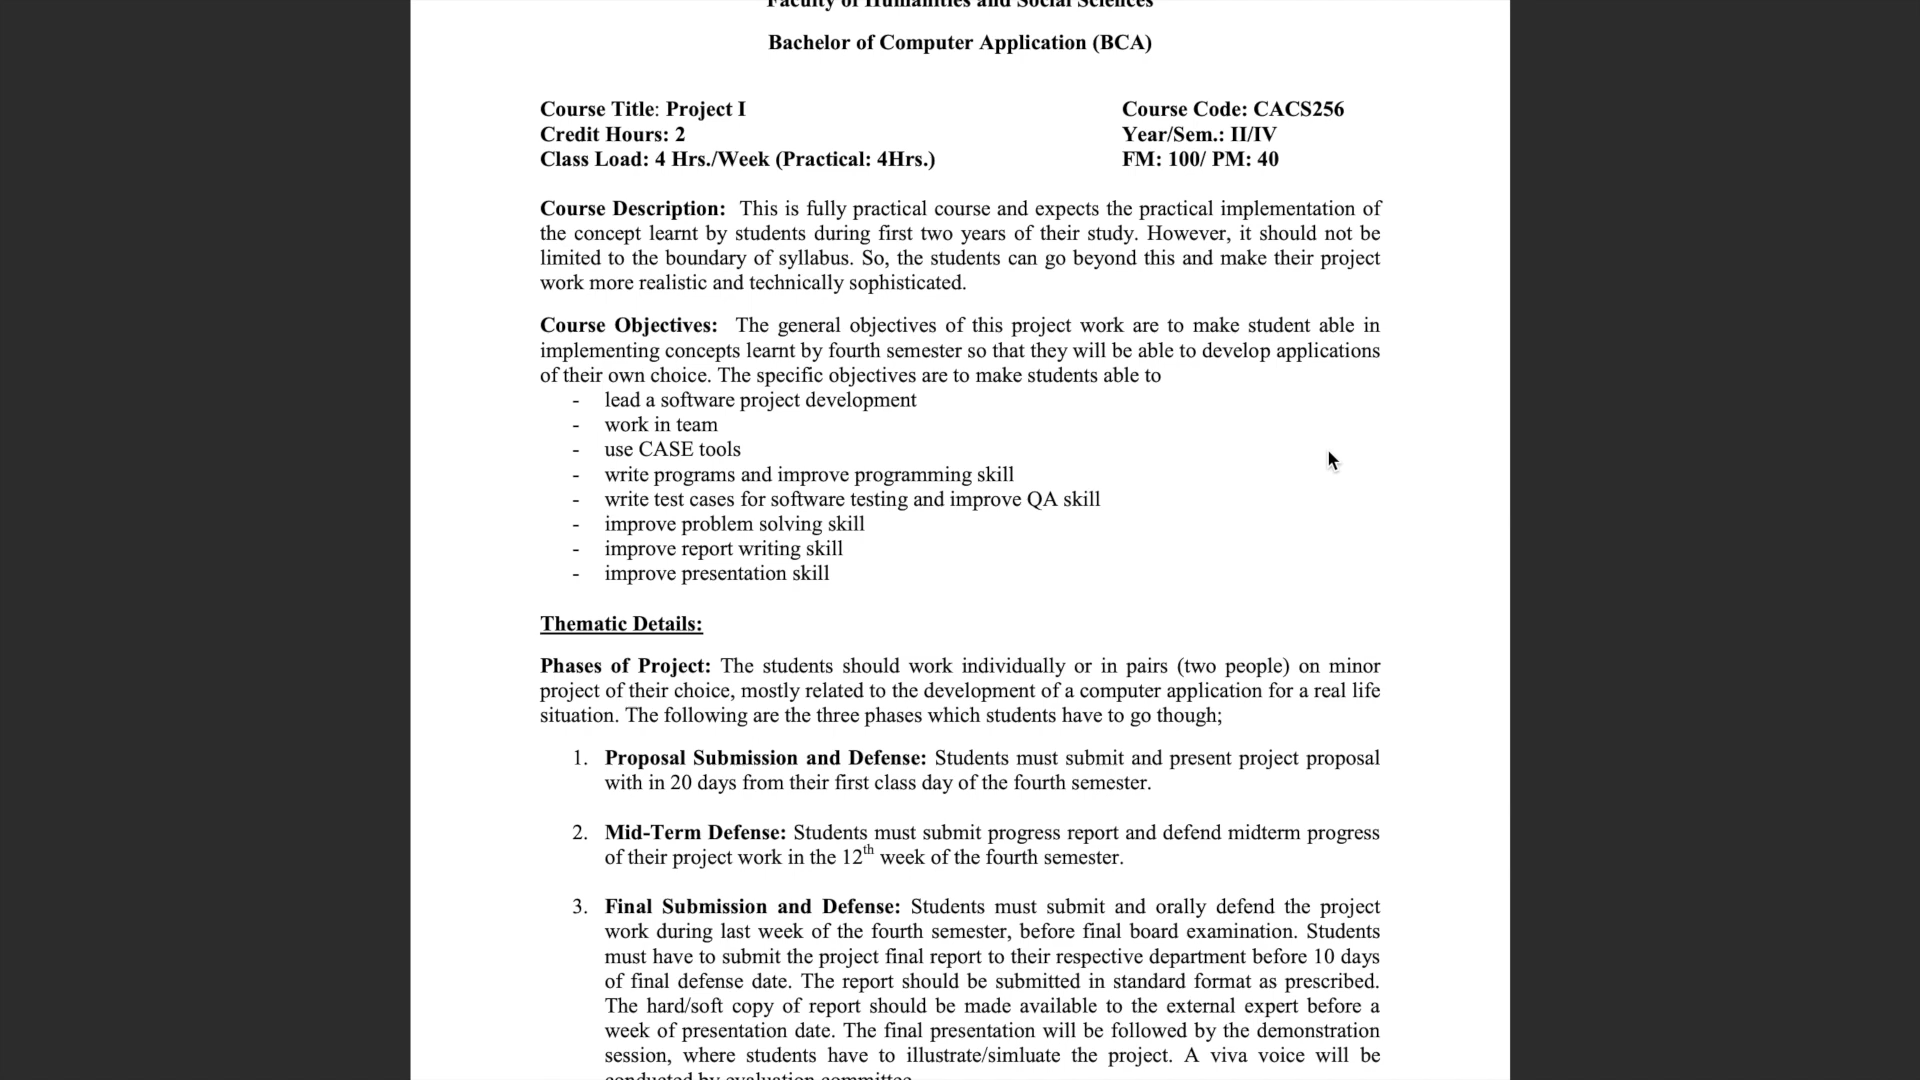 Faculty of Humanities and Social Sciences
Bachelor of Computer Application (BCA)
Course Title: Project I
Course Code: CACS256
Credit Hours: 2
Year/Sem.: II/IV
Class Load: 4 Hrs./Week (Practical: 4Hrs.)
FM: 100/ PM: 40
Course Description: This is fully practical course and expects the practical implementation of
the concept learnt by students during first two years of their study. However, it should not be
limited to the boundary of syllabus. So, the students can go beyond this and make their project
work more realistic and technically sophisticated.
Course Objectives: The general objectives of this project work are to make student able in
implementing concepts learnt by fourth semester so that they will be able to develop applications
of their own choice. The specific objectives are to make students able to
- lead a software project development
- work in team
- use CASE tools
- write programs and improve programming skill
- write test cases for software testing and improve QA skill
- improve problem solving skill
- improve report writing skill
- improve presentation skill
Thematic Details:
Phases of Project: The students should work individually or in pairs (two people) on minor
project of their choice, mostly related to the development of a computer application for a real life
situation. The following are the three phases which students have to go though;
1. Proposal Submission and Defense: Students must submit and present project proposal
with in 20 days from their first class day of the fourth semester.
2. Mid-Term Defense: Students must submit progress report and defend midterm progress
of their project work in the 12th week of the fourth semester.
3. Final Submission and Defense: Students must submit and orally defend the project
work during last week of the fourth semester, before final board examination. Students
must have to submit the project final report to their respective department before 10 days
of final defense date. The report should be submitted in standard format as prescribed.
The hard/soft copy of report should be made available to the external expert before a
week of presentation date. The final presentation will be followed by the demonstration
session, where students have to illustrate/simluate the project. A viva voice will be
conducted by evaluation committee.